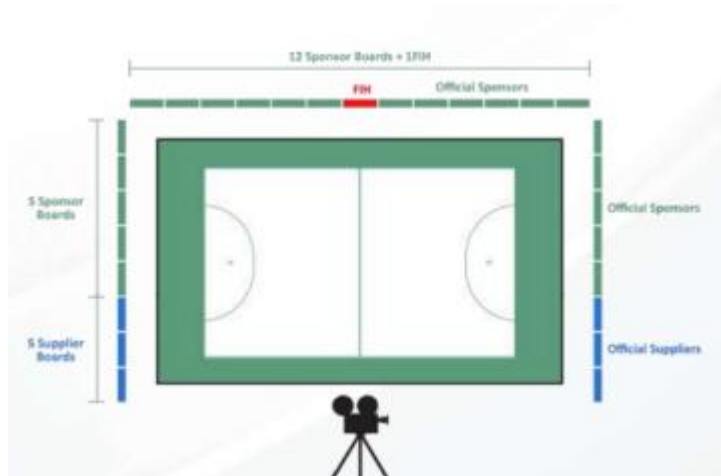 12 Sponsor Boards + 1FIH
FIH
Official Sponsors
5 Sponsor
Boards
Official Sponsors
5 Supplier
Boards
Official Suppliers